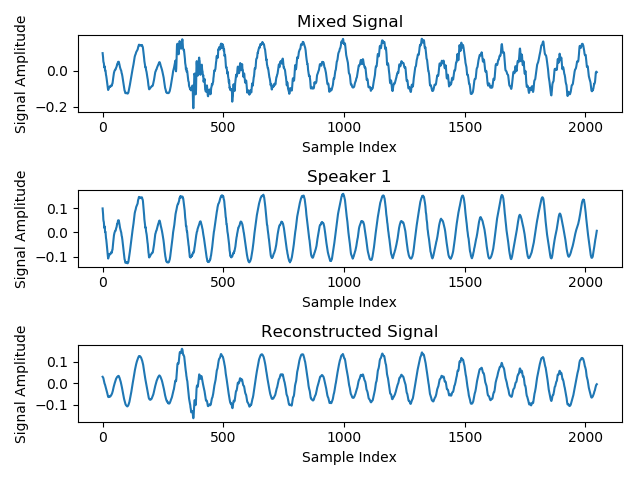 Mixed Signal
Signal Amplitude
0.0
−0.2
0 500 1000 1500 2000
Sample Index
Speaker 1
Signal Amplitude
0.1
0.0
−0.1
0 500 1000 1500 2000
Sample Index
Reconstructed Signal
Signal Amplitude
0.1
0.0
−0.1
0 500 1000 1500 2000
Sample Index